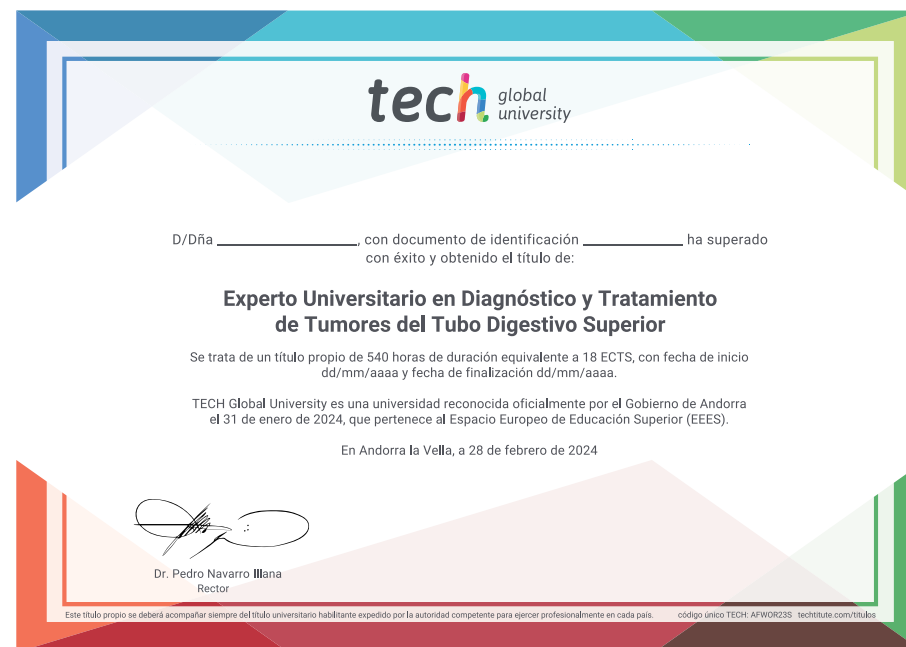 tech global university
D/Dña ____________________, con documento de identificación ______________ ha superado
con éxito y obtenido el título de:
Experto Universitario en Diagnóstico y Tratamiento
de Tumores del Tubo Digestivo Superior
Se trata de un título propio de 540 horas de duración equivalente a 18 ECTS, con fecha de inicio
dd/mm/aaaa y fecha de finalización dd/mm/aaaa.
TECH Global University es una universidad reconocida oficialmente por el Gobierno de Andorra
el 31 de enero de 2024, que pertenece al Espacio Europeo de Educación Superior (EEES).
En Andorra la Vella, a 28 de febrero de 2024
Dr. Pedro Navarro Illana
Rector
Este título propio se deberá acompañar siempre del título universitario habilitante expedido por la autoridad competente para ejercer profesionalmente en cada país. código único TECH: AFWOR23S techtitute.com/titulos